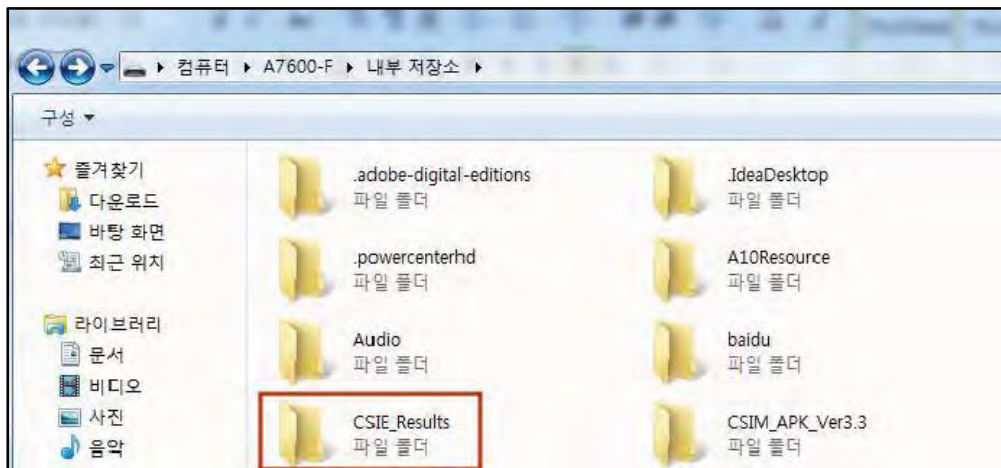 컴퓨터 ▸ A7600-F ▸ 내부 저장소 ▸
구성 ▾
즐겨찾기
다운로드
바탕 화면
최근 위치
라이브러리
문서
비디오
사진
음악
.adobe-digital-editions
파일 폴더
.IdeaDesktop
파일 폴더
.powercenterhd
파일 폴더
A10Resource
파일 폴더
Audio
파일 폴더
baidu
파일 폴더
CSIE_Results
파일 폴더
CSIM_APK_Ver3.3
파일 폴더